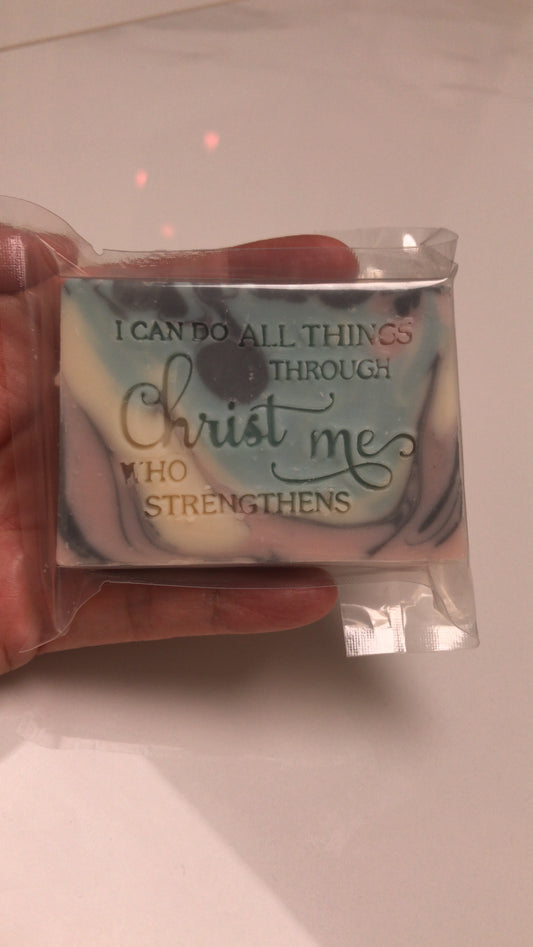 I CAN DO ALL THINGS
THROUGH
Christ me
WHO
STRENGTHENS